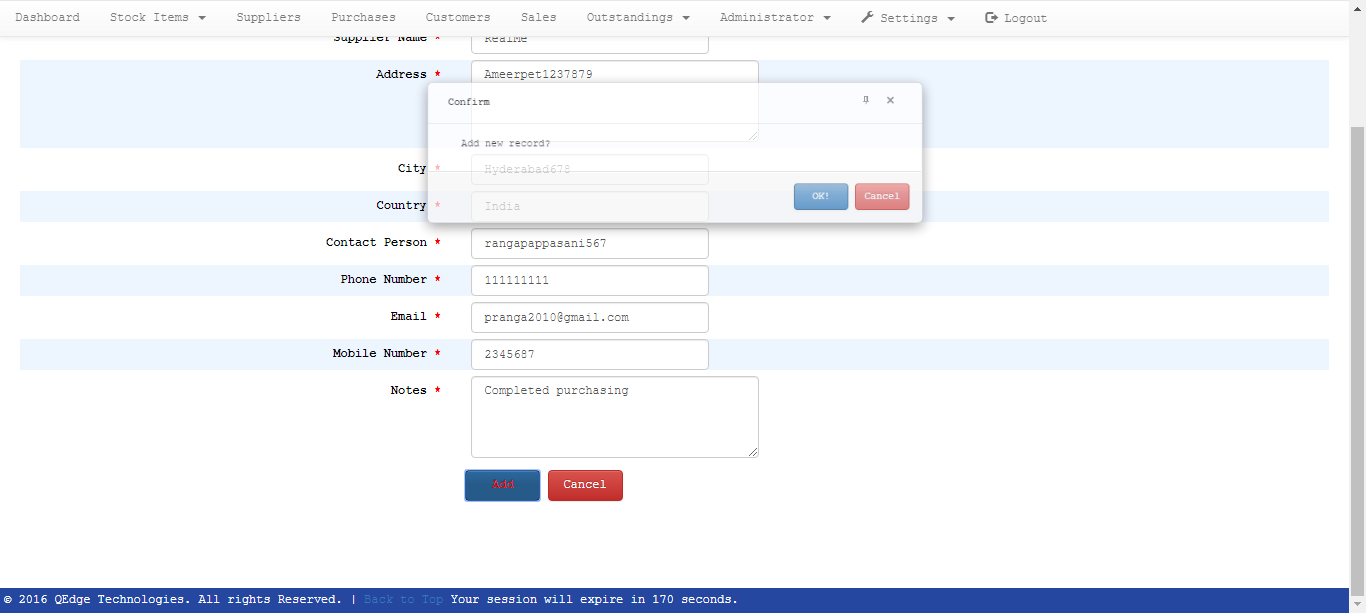 Dashboard Stock Items Suppliers Purchases Customers Sales Outstandings Administrator Settings Logout
Supplier Name * RealMe
Address * Ameerpet1237879
Confirm
Add new record?
City * Hyderabad678
OK! Cancel
Country * India
Contact Person * rangapappasani567
Phone Number * 111111111
Email * pranga2010@gmail.com
Mobile Number * 2345687
Notes * Completed purchasing
Add Cancel
© 2016 QEdge Technologies. All rights Reserved. | Back to Top Your session will expire in 170 seconds.